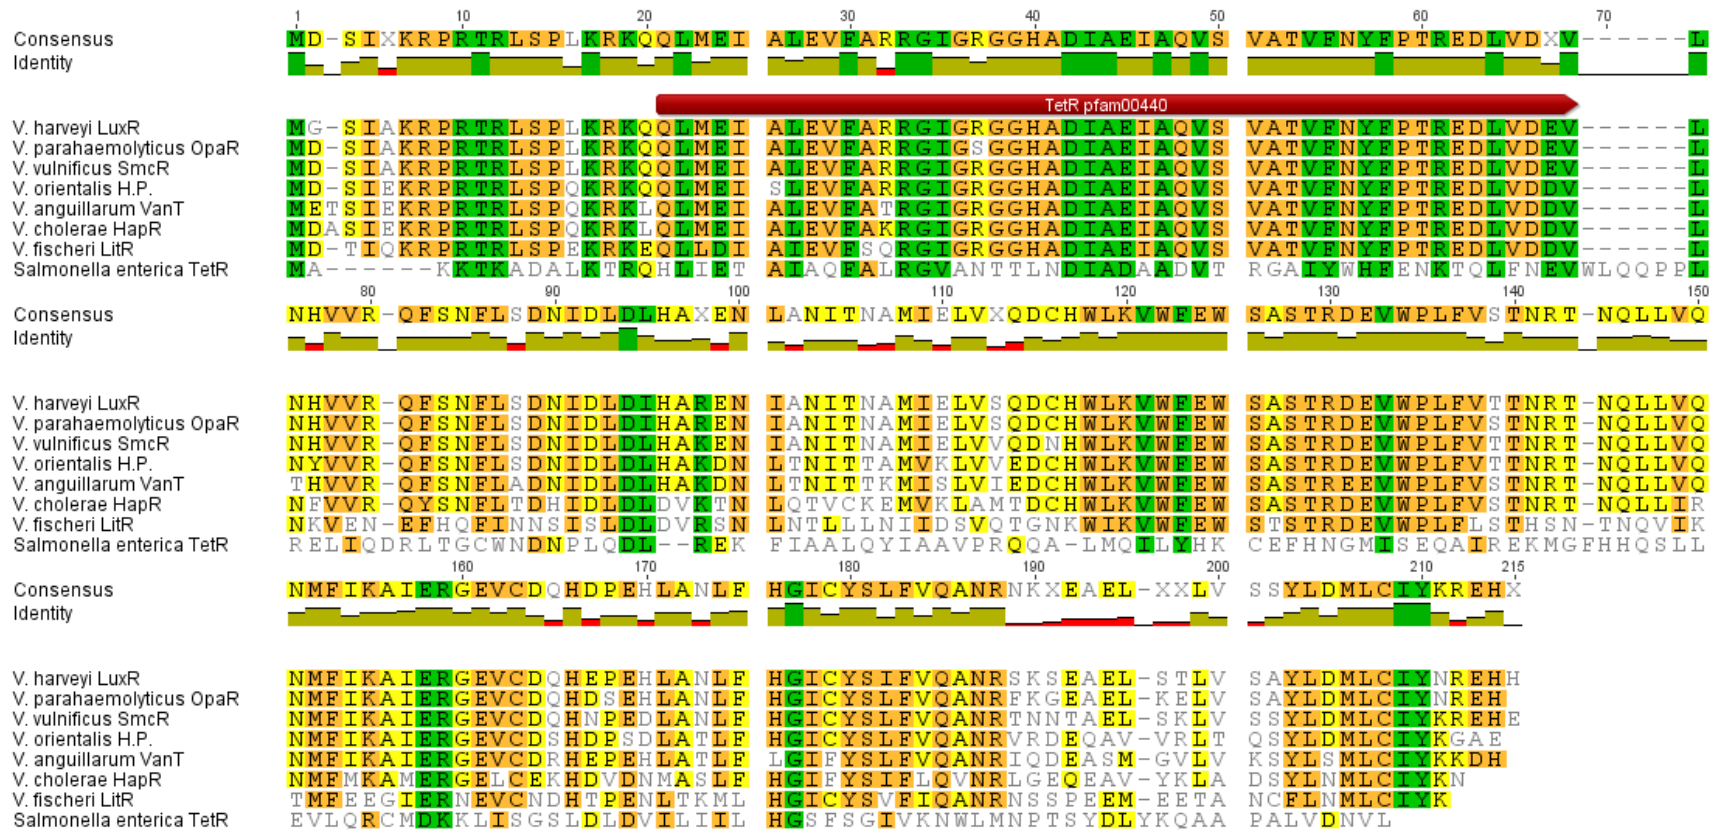 1 10 20 30 40 50 60 70
Consensus MD-SIXKRPRTRLSPLKRKQQLMEI ALEVFARRGIGRGGHADIAEIAQVS VATVFNYFPTREDLVDXV------L
Identity
TetR pfam00440
V. harveyi LuxR MG-SIAKRPRTRLSPLKRKQQLMEI ALEVFARRGIGRGGHADIAEIAQVS VATVFNYFPTREDLVDEV------L
V. parahaemolyticus OpaR MD-SIAKRPRTRLSPLKRKQQLMEI ALEVFARRGIGSGGHADIAEIAQVS VATVFNYFPTREDLVDEV------L
V. vulnificus SmcR MD-SIAKRPRTRLSPLKRKQQLMEI ALEVFARRGIGRGGHADIAEIAQVS VATVFNYFPTREDLVDEV------L
V. orientalis H.P. MD-SIEKRPRTRLSPQKRKQQLMEI SLEVFARRGIGRGGHADIAEIAQVS VATVFNYFPTREDLVDDV------L
V. anguillarum VanT METSIEKRPRTRLSPQKRKLQLMEI ALEVFATRGIGRGGHADIAEIAQVS VATVFNYFPTREDLVDDV------L
V. cholerae HapR MDASIEKRPRTRLSPQKRKLQLMEI ALEVFAKRGIGRGGHADIAEIAQVS VATVFNYFPTREDLVDDV------L
V. fischeri LitR MD-TIQKRPRTRLSPEKRKEQLLDI AIEVFSQRGIGRGGHADIAEIAQVS VATVFNYFPTREDLVDDV------L
Salmonella enterica TetR MA------KKTKADALKTRQHLIET AIAQFALRGVANTTLNDIADAADVT RGAIYWHFENKTQLFNEVWLQQPPL
80 90 100 110 120 130 140 150
Consensus NHVVR-QFSNFLSDNIDLDLHAXEN LANITNAMIELVXQDCHWLKVWFEW SASTRDEVWPLFVSTNRT-NQLLVQ
Identity
V. harveyi LuxR NHVVR-QFSNFLSDNIDLDIHAREN IANITNAMIELVSQDCHWLKVWFEW SASTRDEVWPLFVTTNRT-NQLLVQ
V. parahaemolyticus OpaR NHVVR-QFSNFLSDNIDLDIHAREN IANITNAMIELVSQDCHWLKVWFEW SASTRDEVWPLFVTTNRT-NQLLVQ
V. vulnificus SmcR NHVVR-QFSNFLSDNIDLDLHAKEN IANITNAMIELVVQDNHWLKVWFEW SASTRDEVWPLFVTTNRT-NQLLVQ
V. orientalis H.P. NYVVR-QFSNFLSDNIDLDLHAKDN LTNITTAMVKLVVEDCHWLKVWFEW SASTRDEVWPLFVTTNRT-NQLLVQ
V. anguillarum VanT THVVR-QFSNFLADNIDLDLHAKDN LTNITTKMISLVIEDCHWLKVWFEW SASTREEVWPLFVSTNRT-NQLLVQ
V. cholerae HapR NFVVR-QYSNFLTDHIDLDLDVKTN LQTVCKEMVKLAMTDCHWLKVWFEW SASTRDEVWPLFVSTNRT-NQLLIR
V. fischeri LitR NKVEN-EFHQFINNSISLDLDVRSN LNTLLLNIIDSVQTGNKWIKVWFEW STSTRDEVWPLFLSTHSN-TNQVIK
Salmonella enterica TetR RELIQDRLTGCWNDNPLQDL--REK FIAALQYIAAVPRQQA-LMQILYHK CEFHNGMISEQAIREKMGFHHQSLL
160 170 180 190 200 210 215
Consensus NMFIKAIERGEVCDQHDPEHLANLF HGICYSLFVQANRNKXEAEL-XXLV SSYLDMLCIYKREHX
Identity
V. harveyi LuxR NMFIKAIERGEVCDQHEPEHLANLF HGICYSIFVQANRSKSEAEL-STLV SAYLDMLCIYNREHH
V. parahaemolyticus OpaR NMFIKAIERGEVCDQHDSEHLANLF HGICYSLFVQANRFKGEAEL-KELV SAYLDMLCIYNREH
V. vulnificus SmcR NMFIKAIERGEVCDQHNPEDLANLF HGICYSLFVQANRTNNTAEL-SKLV SSYLDMLCIYKREHE
V. orientalis H.P. NMFIKAIERGEVCDSHDPSDLATLF HGICYSLFVQANRVRDEQAV-VRLT QSYLDMLCIYKGAE
V. anguillarum VanT NMFIKAIERGEVCDRHEPEHLATLF LGIFYSLFVQANRIQDEASM-GVLV KSYLSMLCIYKKDH
V. cholerae HapR NMFMKAMERGELCEKHDVDNMASLF HGIFYSIFLQVNRLGEQEAV-YKLA DSYLNMLCIYKN
V. fischeri LitR TMFEEGIERNEVCNDHTPENLTKML HGICYSVFIQANRNSSPEEM-EETA NCFLNMLCIYK
Salmonella enterica TetR EVLQRCMDKKLISGSLDLDVILIIL HGSFSGIVKNWLMNPTSYDLYKQAA PALVDNVL